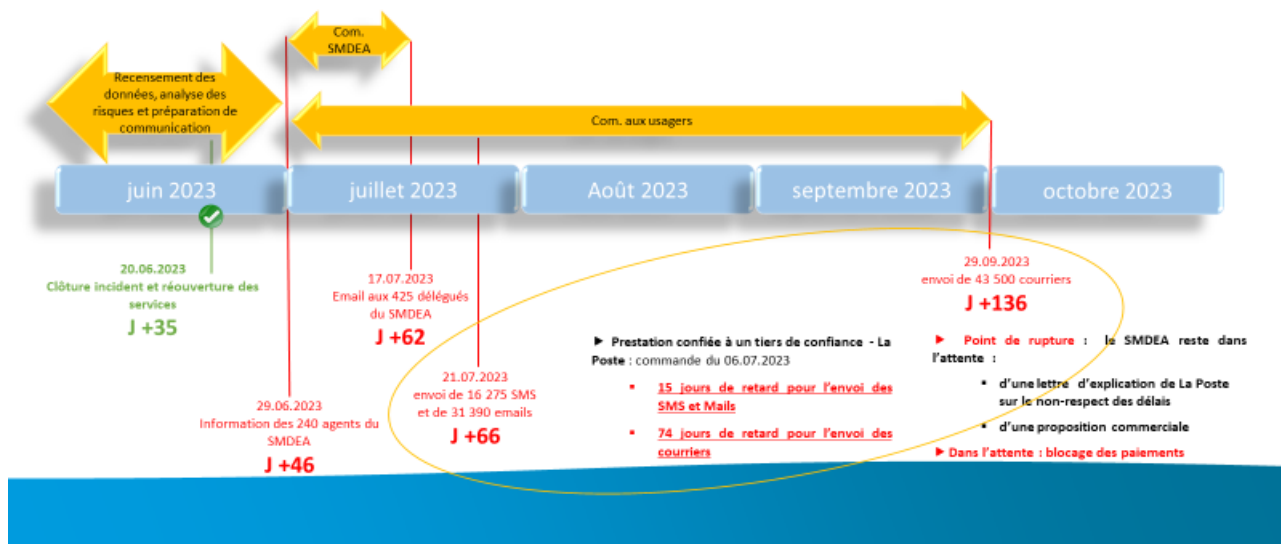 Com.
SMDEA
Recensement des
données, analyse des
risques et préparation de
communication
Com. aux usagers
juin 2023
juillet 2023
Août 2023
septembre 2023
octobre 2023
20.06.2023
Clôture incident et réouverture des
services
J +35
29.06.2023
Information des 240 agents du
SMDEA
J +46
17.07.2023
Email aux 425 délégués
du SMDEA
J +62
21.07.2023
envoi de 16 275 SMS
et de 31 390 emails
J +66
▶ Prestation confiée à un tiers de confiance - La
Poste : commande du 06.07.2023
▪ 15 jours de retard pour l'envoi des
SMS et Mails
▪ 74 jours de retard pour l'envoi des
courriers
29.09.2023
envoi de 43 500 courriers
J +136
▶ Point de rupture : le SMDEA reste dans
l'attente :
▪ d'une lettre d'explication de La Poste
sur le non-respect des délais
▪ d'une proposition commerciale
▶ Dans l'attente : blocage des paiements